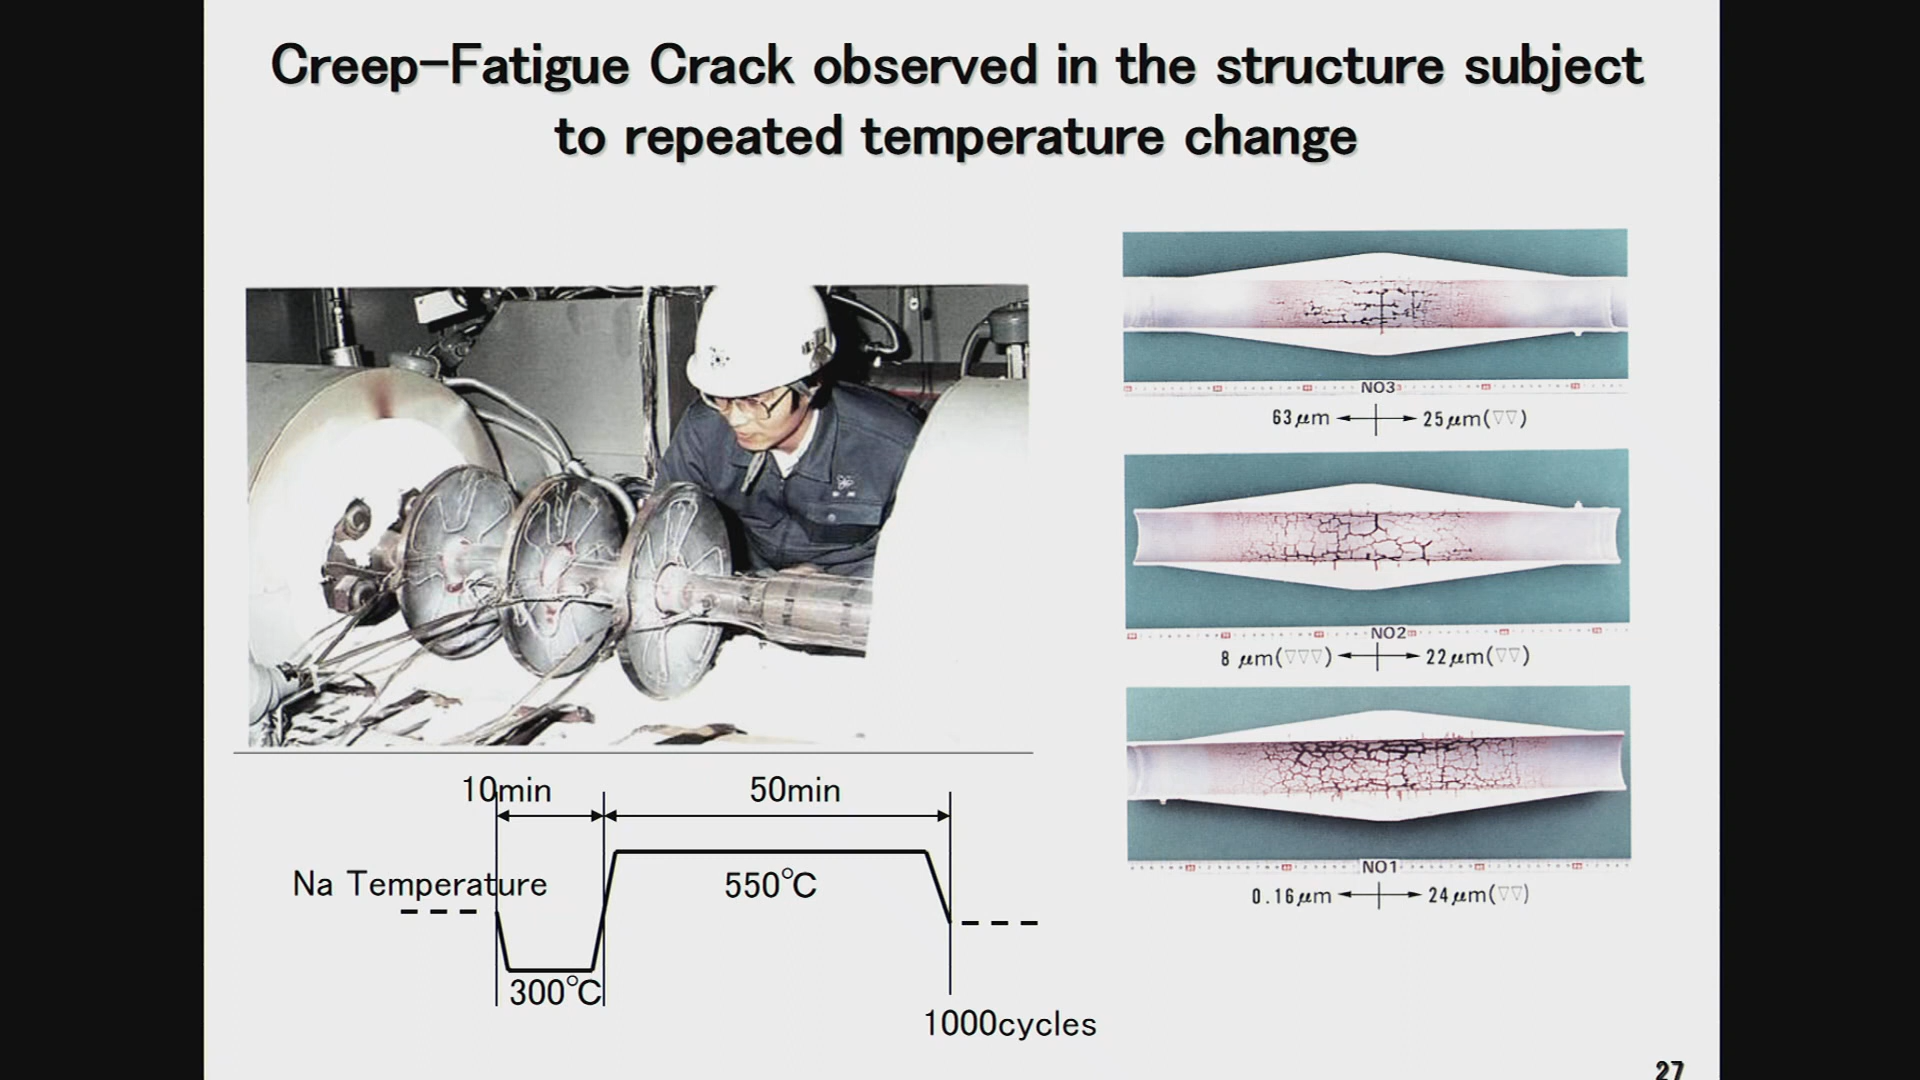 Creep-Fatigue Crack observed in the structure subject
to repeated temperature change
NO3
63μm 25μm(▽▽)
NO2
8 μm(▽▽▽) 22μm(▽▽)
NO1
0.16μm 24μm(▽▽)
10min 50min
Na Temperature
550℃
300℃
1000cycles
27